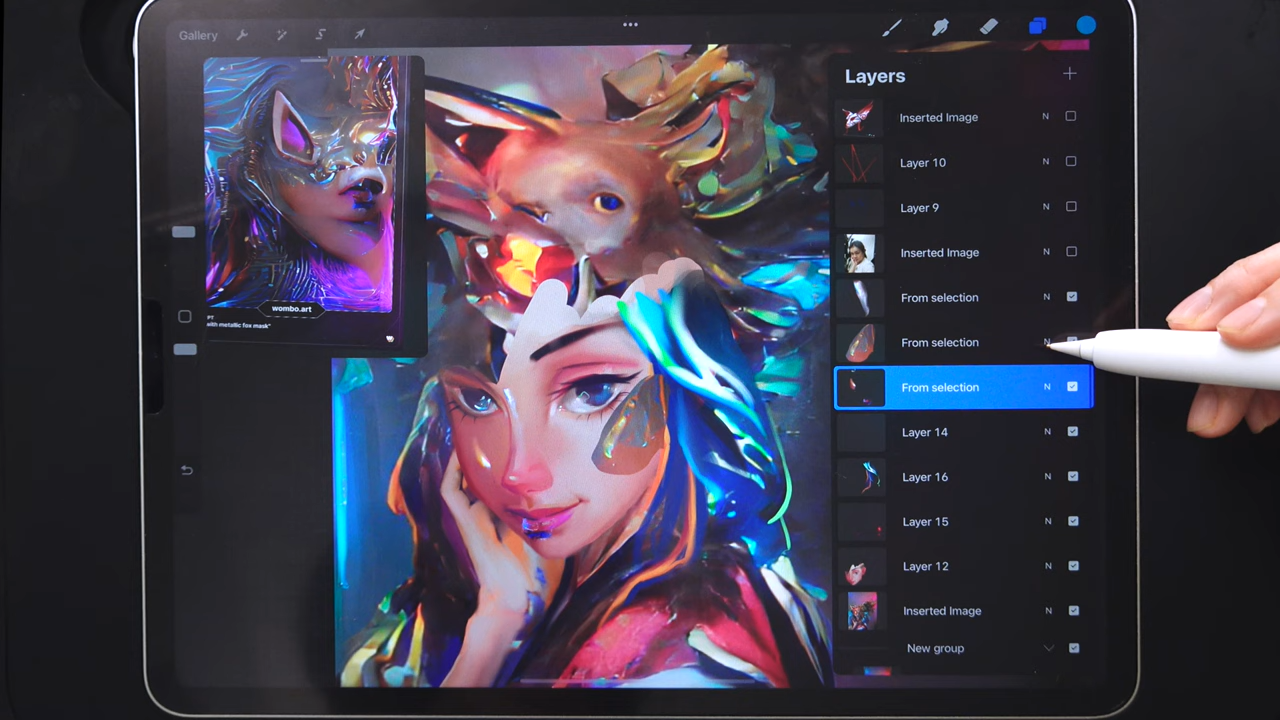 Gallery
S
wombo.art
PT
with metallic fox mask"
Layers
Inserted Image N
Layer 10 N
Layer 9 N
Inserted Image N
From selection N
From selection N
From selection N
Layer 14 N
Layer 16 N
Layer 15 N
Layer 12 N
Inserted Image N
New group